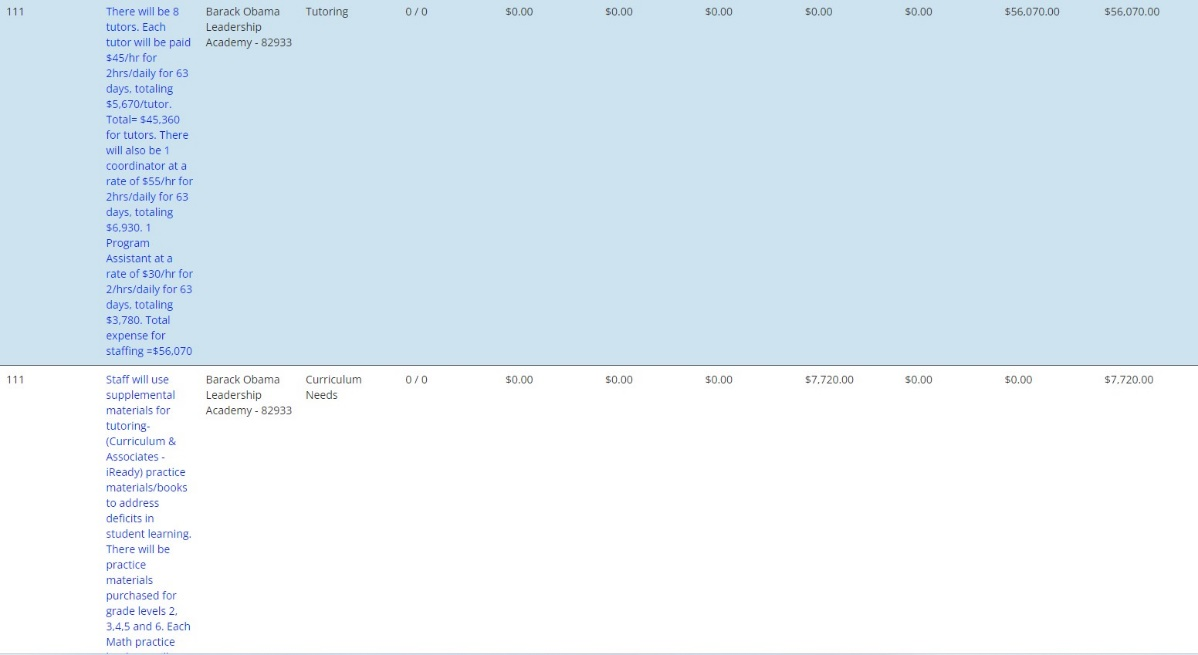 111
There will be 8
tutors. Each
tutor will be paid
$45/hr for
2hrs/daily for 63
days, totaling
$5,670/tutor.
Total= $45,360
for tutors. There
will also be 1
coordinator at a
rate of $55/hr for
2hrs/daily for 63
days, totaling
$6,930. 1
Program
Assistant at a
rate of $30/hr for
2/hrs/daily for 63
days, totaling
$3,780. Total
expense for
staffing =$56,070
Barack Obama
Leadership
Academy - 82933
Tutoring
0 / 0
$0.00
$0.00
$0.00
$0.00
$0.00
$56,070.00
$56,070.00
111
Staff will use
supplemental
materials for
tutoring-
(Curriculum &
Associates -
iReady) practice
materials/books
to address
deficits in
student learning.
There will be
practice
materials
purchased for
grade levels 2,
3,4,5 and 6. Each
Math practice
Barack Obama
Leadership
Academy - 82933
Curriculum
Needs
0 / 0
$0.00
$0.00
$0.00
$7,720.00
$0.00
$0.00
$7,720.00